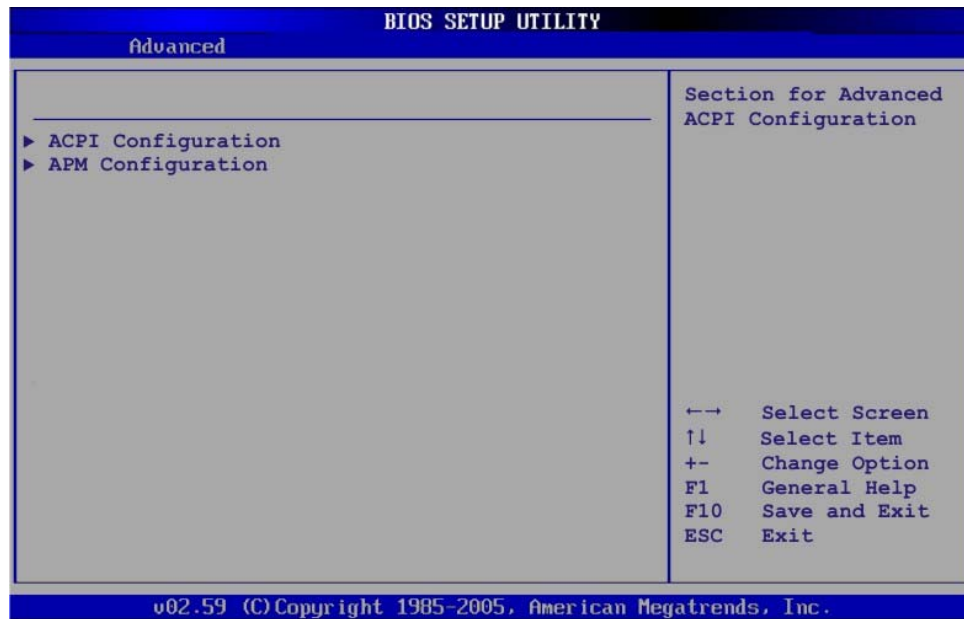 BIOS SETUP UTILITY
Advanced
▶ ACPI Configuration
▶ APM Configuration
Section for Advanced
ACPI Configuration
←→ Select Screen
↑↓ Select Item
+- Change Option
F1 General Help
F10 Save and Exit
ESC Exit
v02.59 (C)Copyright 1985-2005, American Megatrends, Inc.